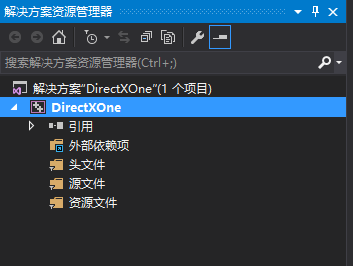 解决方案资源管理器
搜索解决方案资源管理器(Ctrl+;)
解决方案"DirectXOne"(1 个项目)
DirectXOne
引用
外部依赖项
头文件
源文件
资源文件